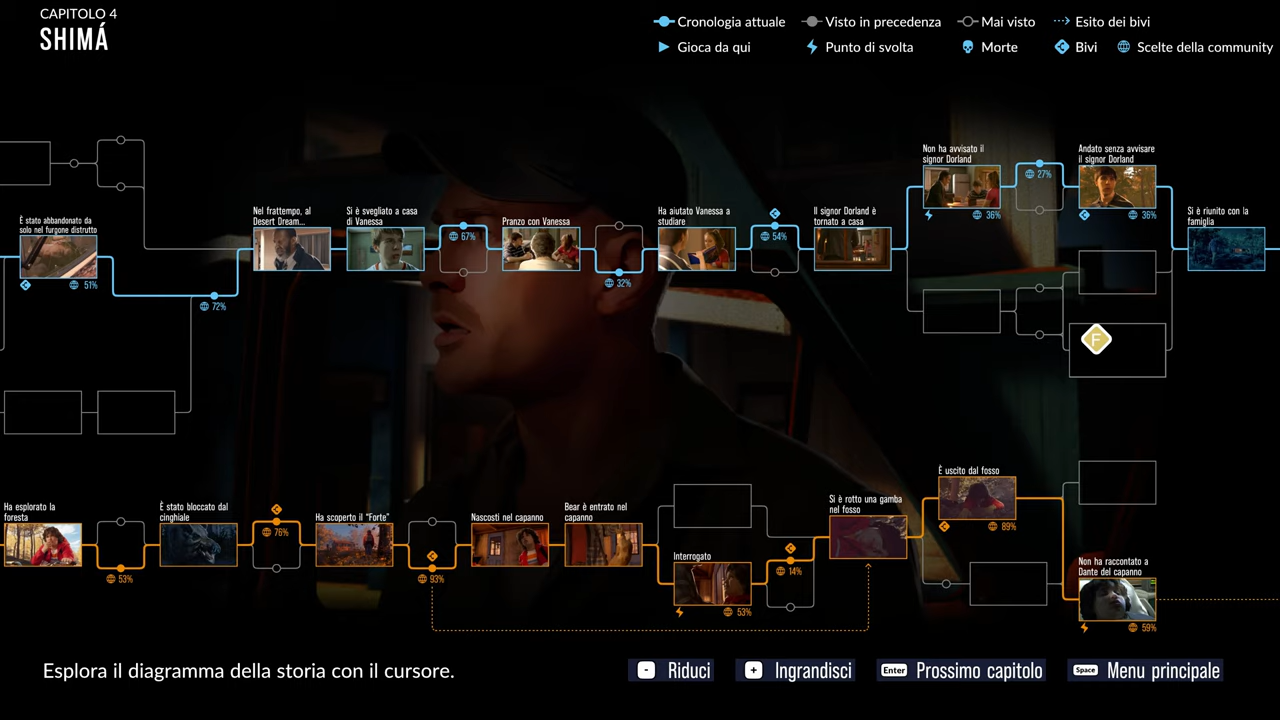 CAPITOLO 4
SHIMÁ
Cronologia attuale
Visto in precedenza
Mai visto
Esito dei bivi
Gioca da qui
Punto di svolta
Morte
Bivi
Scelte della community
Non ha avvisato il
signor Dorland
36%
27%
Andato senza avvisare
il signor Dorland
36%
È stato abbandonato da
solo nel furgone distrutto
51%
72%
Nel frattempo, al
Desert Dream...
Si è svegliato a casa
di Vanessa
67%
Pranzo con Vanessa
32%
Ha aiutato Vanessa a
studiare
54%
Il signor Dorland è
tornato a casa
Si è riunito con la
famiglia
F
Ha esplorato la
foresta
53%
È stato bloccato dal
cinghiale
76%
Ha scoperto il "Forte"
93%
Nascosti nel capanno
Bear è entrato nel
capanno
Interrogato
53%
14%
Si è rotto una gamba
nel fosso
È uscito dal fosso
89%
Non ha raccontato a
Dante del capanno
59%
Esplora il diagramma della storia con il cursore.
- Riduci
+ Ingrandisci
Enter Prossimo capitolo
Space Menu principale